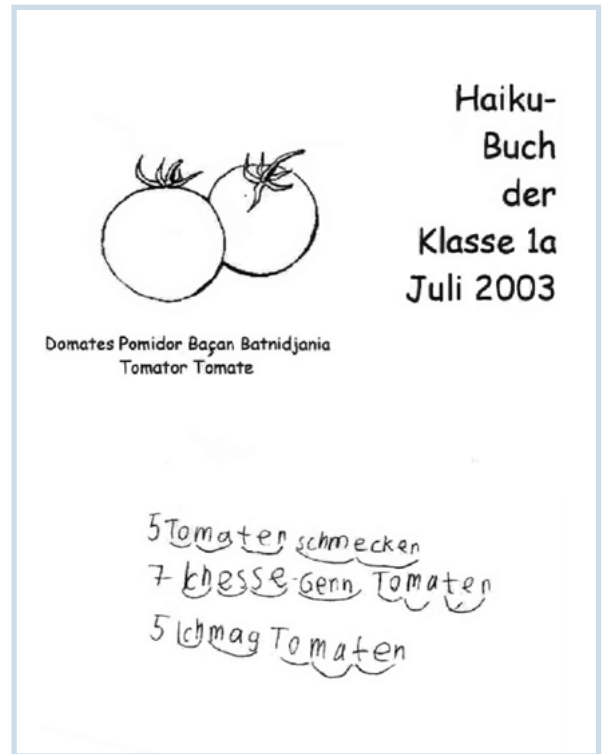 Haiku-
Buch
der
Klasse 1a
Juli 2003
Domates Pomidor Baçan Batnidjania
Tomator Tomate
5 Tomaten schmecken
7 Ichesse Genn Tomaten
5 Ichmag Tomaten